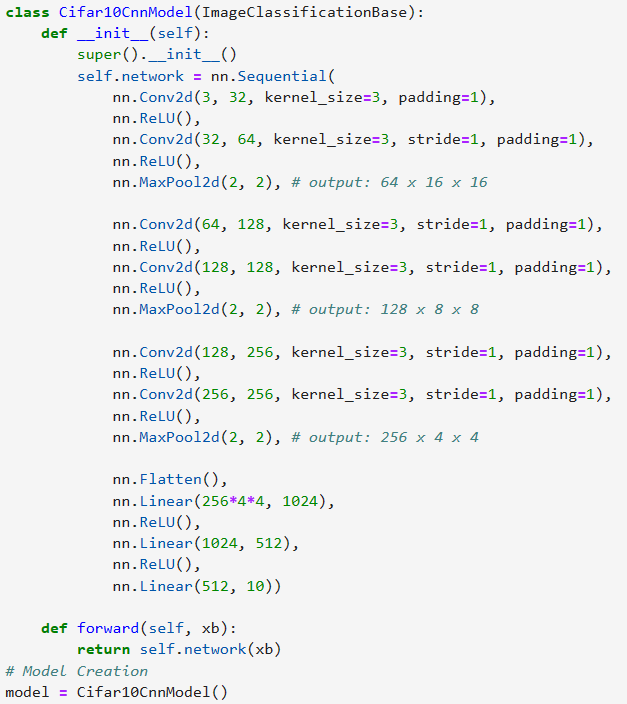 class Cifar10CnnModel(ImageClassificationBase):
    def __init__(self):
        super().__init__()
        self.network = nn.Sequential(
            nn.Conv2d(3, 32, kernel_size=3, padding=1),
            nn.ReLU(),
            nn.Conv2d(32, 64, kernel_size=3, stride=1, padding=1),
            nn.ReLU(),
            nn.MaxPool2d(2, 2), # output: 64 x 16 x 16

            nn.Conv2d(64, 128, kernel_size=3, stride=1, padding=1),
            nn.ReLU(),
            nn.Conv2d(128, 128, kernel_size=3, stride=1, padding=1),
            nn.ReLU(),
            nn.MaxPool2d(2, 2), # output: 128 x 8 x 8

            nn.Conv2d(128, 256, kernel_size=3, stride=1, padding=1),
            nn.ReLU(),
            nn.Conv2d(256, 256, kernel_size=3, stride=1, padding=1),
            nn.ReLU(),
            nn.MaxPool2d(2, 2), # output: 256 x 4 x 4

            nn.Flatten(),
            nn.Linear(256*4*4, 1024),
            nn.ReLU(),
            nn.Linear(1024, 512),
            nn.ReLU(),
            nn.Linear(512, 10))

    def forward(self, xb):
        return self.network(xb)
# Model Creation
model = Cifar10CnnModel()